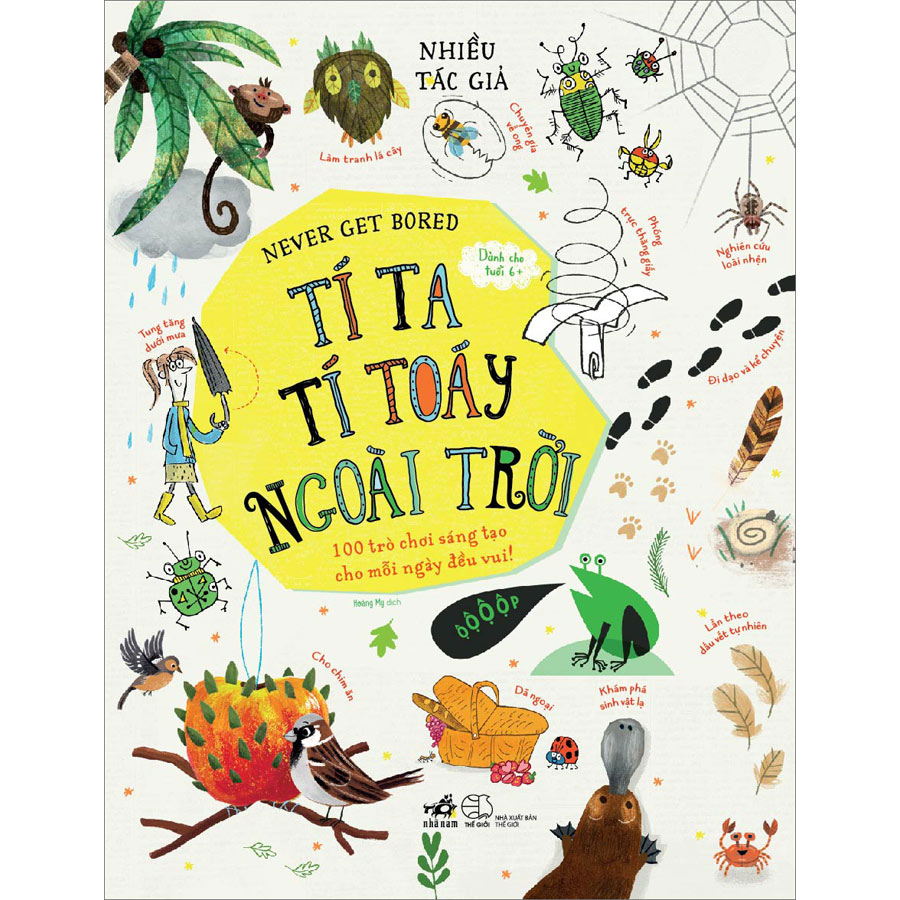 NHIỀU
TÁC GIẢ
Làm tranh lá cây
Chuyên gia
về ong
NEVER GET BORED
Dành cho
tuổi 6+
TÍ TA
TÍ TOÁY
NGOÀI TRỜI
100 trò chơi sáng tạo
cho mỗi ngày đều vui!
Hoàng My dịch
Phóng
trực thăng giấy
Nghiên cứu
loài nhện
Tung tăng
dưới mưa
Đi dạo và kể chuyện
ỘỘỘỘP
Lần theo
dấu vết tự nhiên
Cho chim ăn
Dã ngoại
Khám phá
sinh vật lạ
nhã nam
THẾ GIỚI
NHÀ XUẤT BẢN
THẾ GIỚI